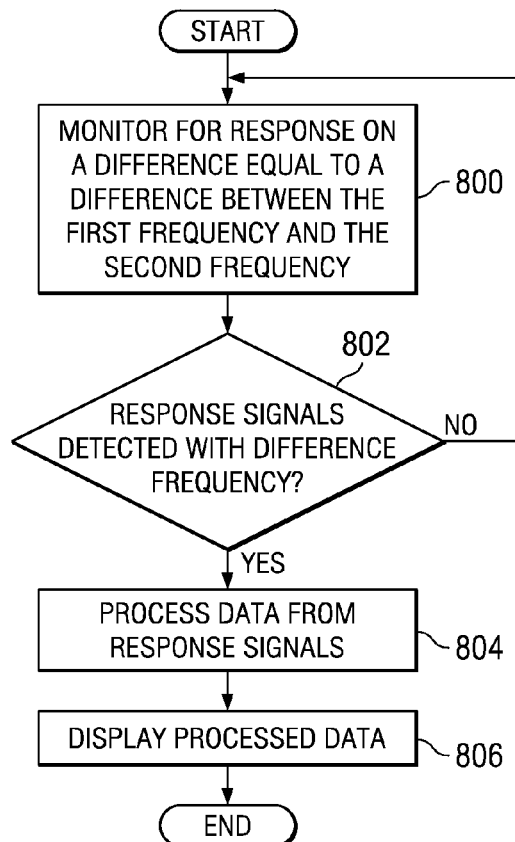 START
MONITOR FOR RESPONSE ON
A DIFFERENCE EQUAL TO A
DIFFERENCE BETWEEN THE
FIRST FREQUENCY AND THE
SECOND FREQUENCY
800
802
RESPONSE SIGNALS
DETECTED WITH DIFFERENCE
FREQUENCY?
NO
YES
PROCESS DATA FROM
RESPONSE SIGNALS
804
DISPLAY PROCESSED DATA
806
END